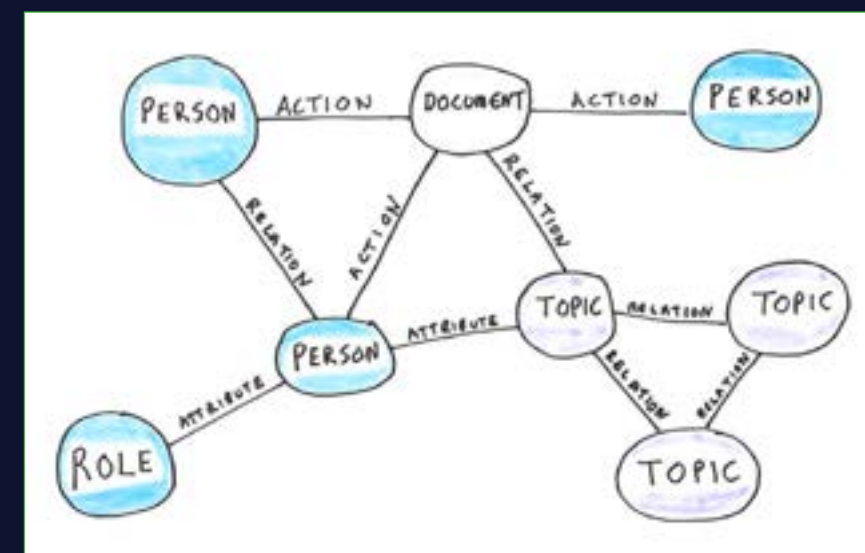 PERSON
ACTION
DOCUMENT
ACTION
PERSON
RELATION
ACTION
RELATION
PERSON
ATTRIBUTE
TOPIC
RELATION
TOPIC
ATTRIBUTE
RELATION
RELATION
ROLE
TOPIC